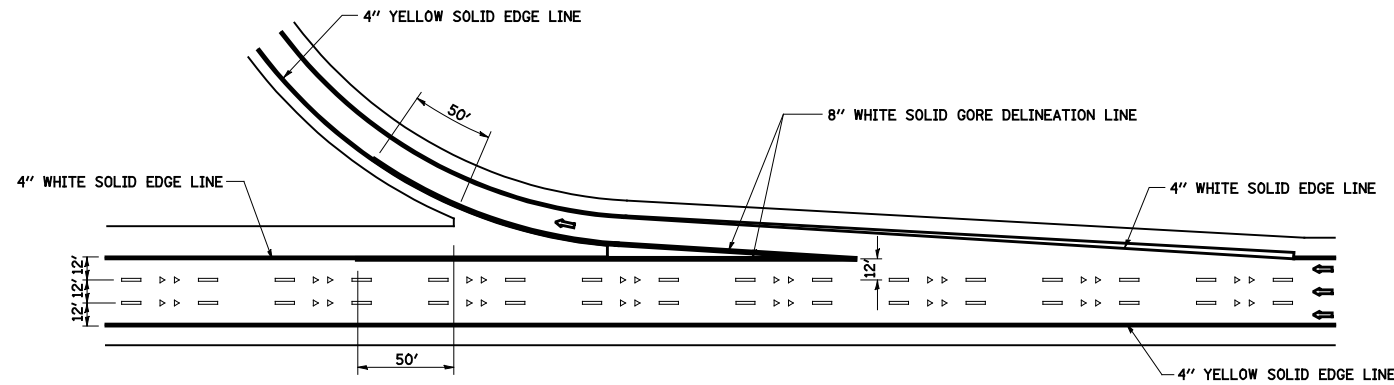 4" YELLOW SOLID EDGE LINE
50'
8" WHITE SOLID GORE DELINEATION LINE
4" WHITE SOLID EDGE LINE
4" WHITE SOLID EDGE LINE
12'
12'
12'
12'
50'
4" YELLOW SOLID EDGE LINE